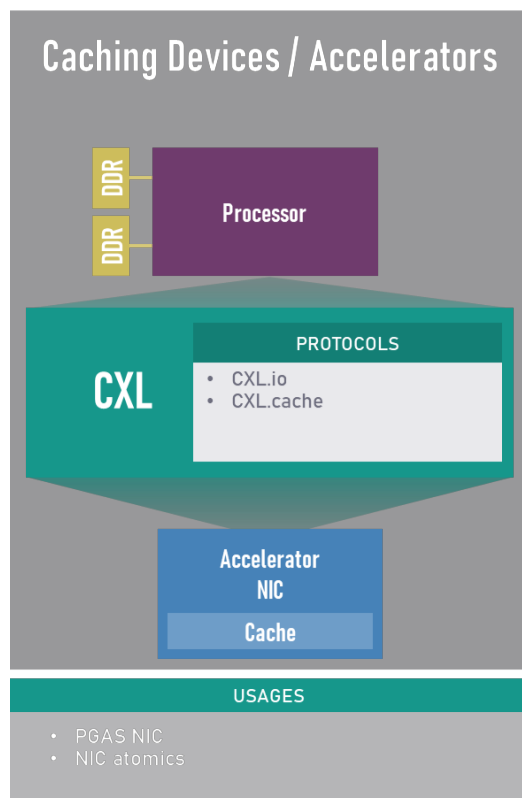 Caching Devices / Accelerators
DDR
DDR
Processor
CXL
PROTOCOLS
• CXL.io
• CXL.cache
Accelerator
NIC
Cache
USAGES
• PGAS NIC
• NIC atomics